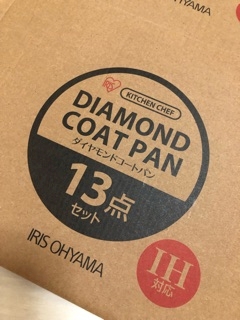 IRIS OHYAMA
KITCHEN CHEF
DIAMOND
COAT PAN
ダイヤモンドコートパン
13点
セット
IRIS OHYAMA
IH
対応